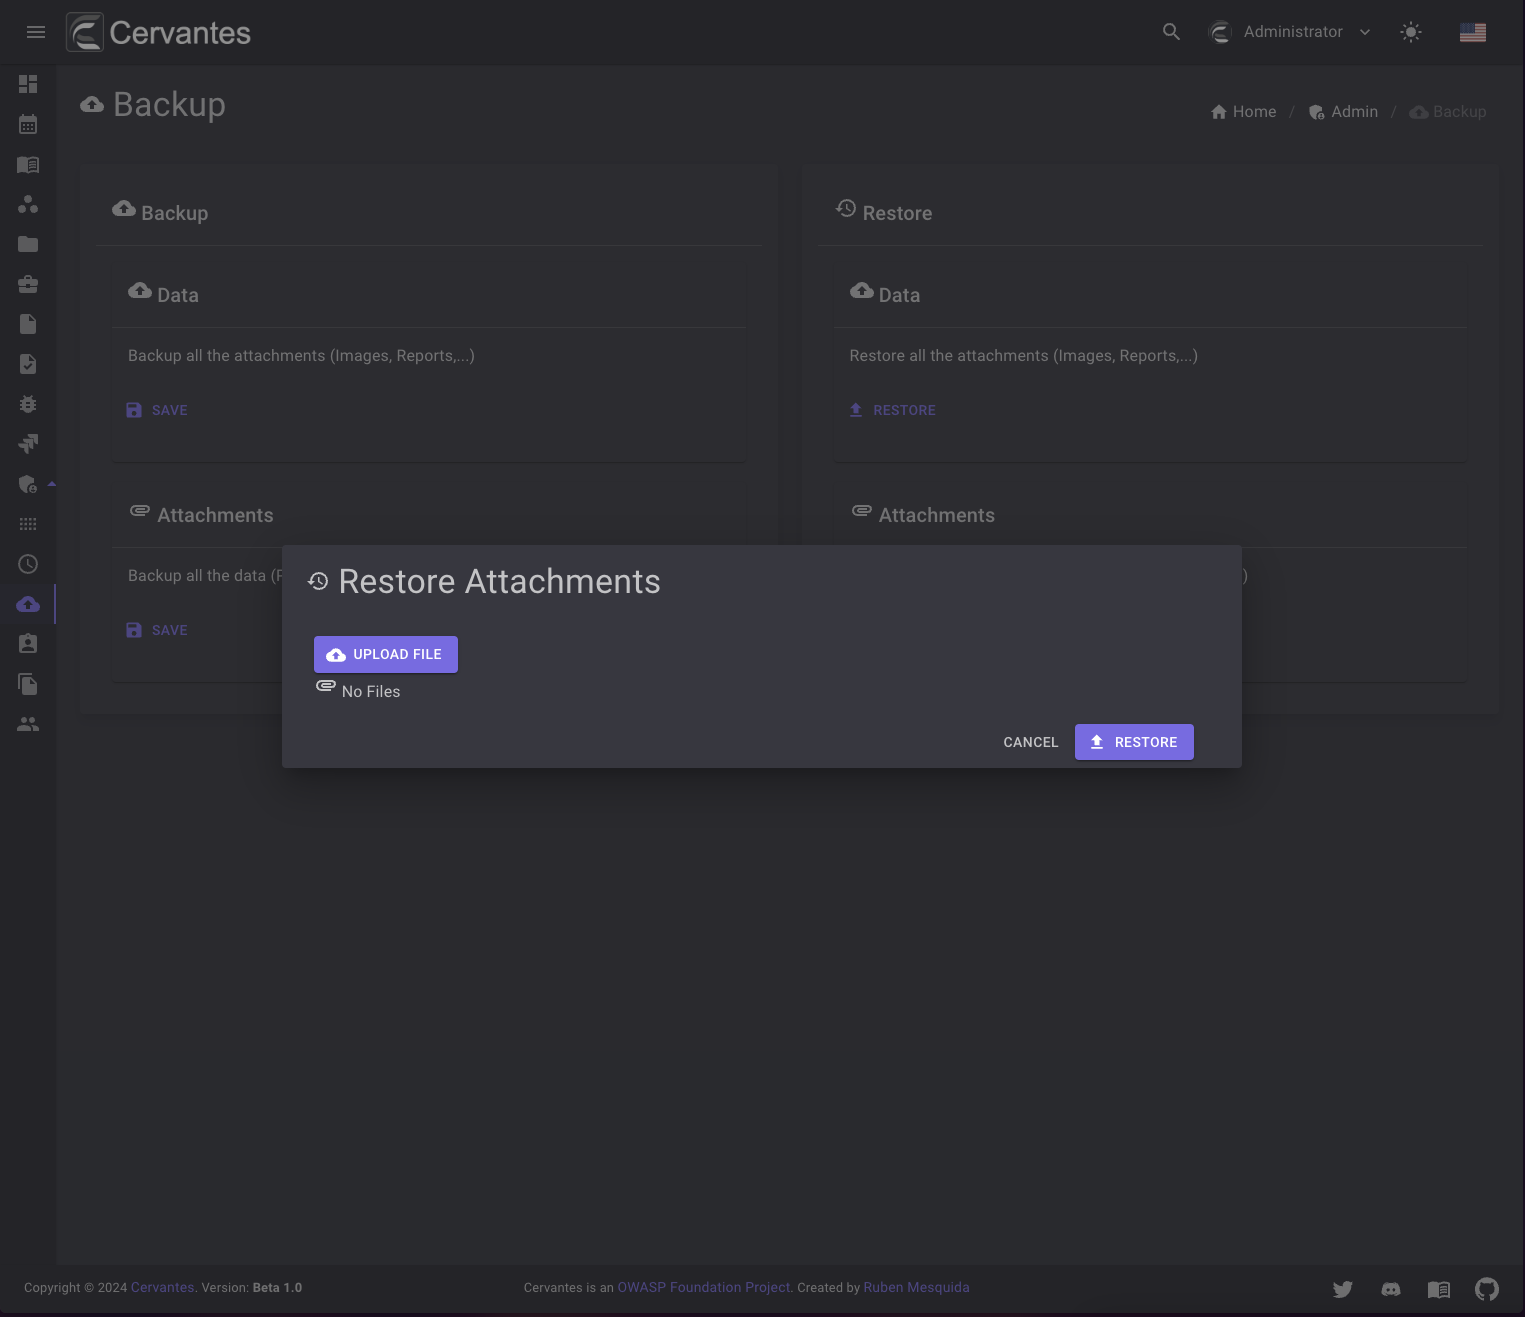 Cervantes
Administrator
Backup
Home / Admin / Backup
Backup
Data
Backup all the attachments (Images, Reports,...)
SAVE
Attachments
Backup all the data (
SAVE
Restore
Data
Restore all the attachments (Images, Reports,...)
RESTORE
Attachments
)
Restore Attachments
UPLOAD FILE
No Files
CANCEL
RESTORE
Copyright © 2024 Cervantes. Version: Beta 1.0
Cervantes is an OWASP Foundation Project. Created by Ruben Mesquida